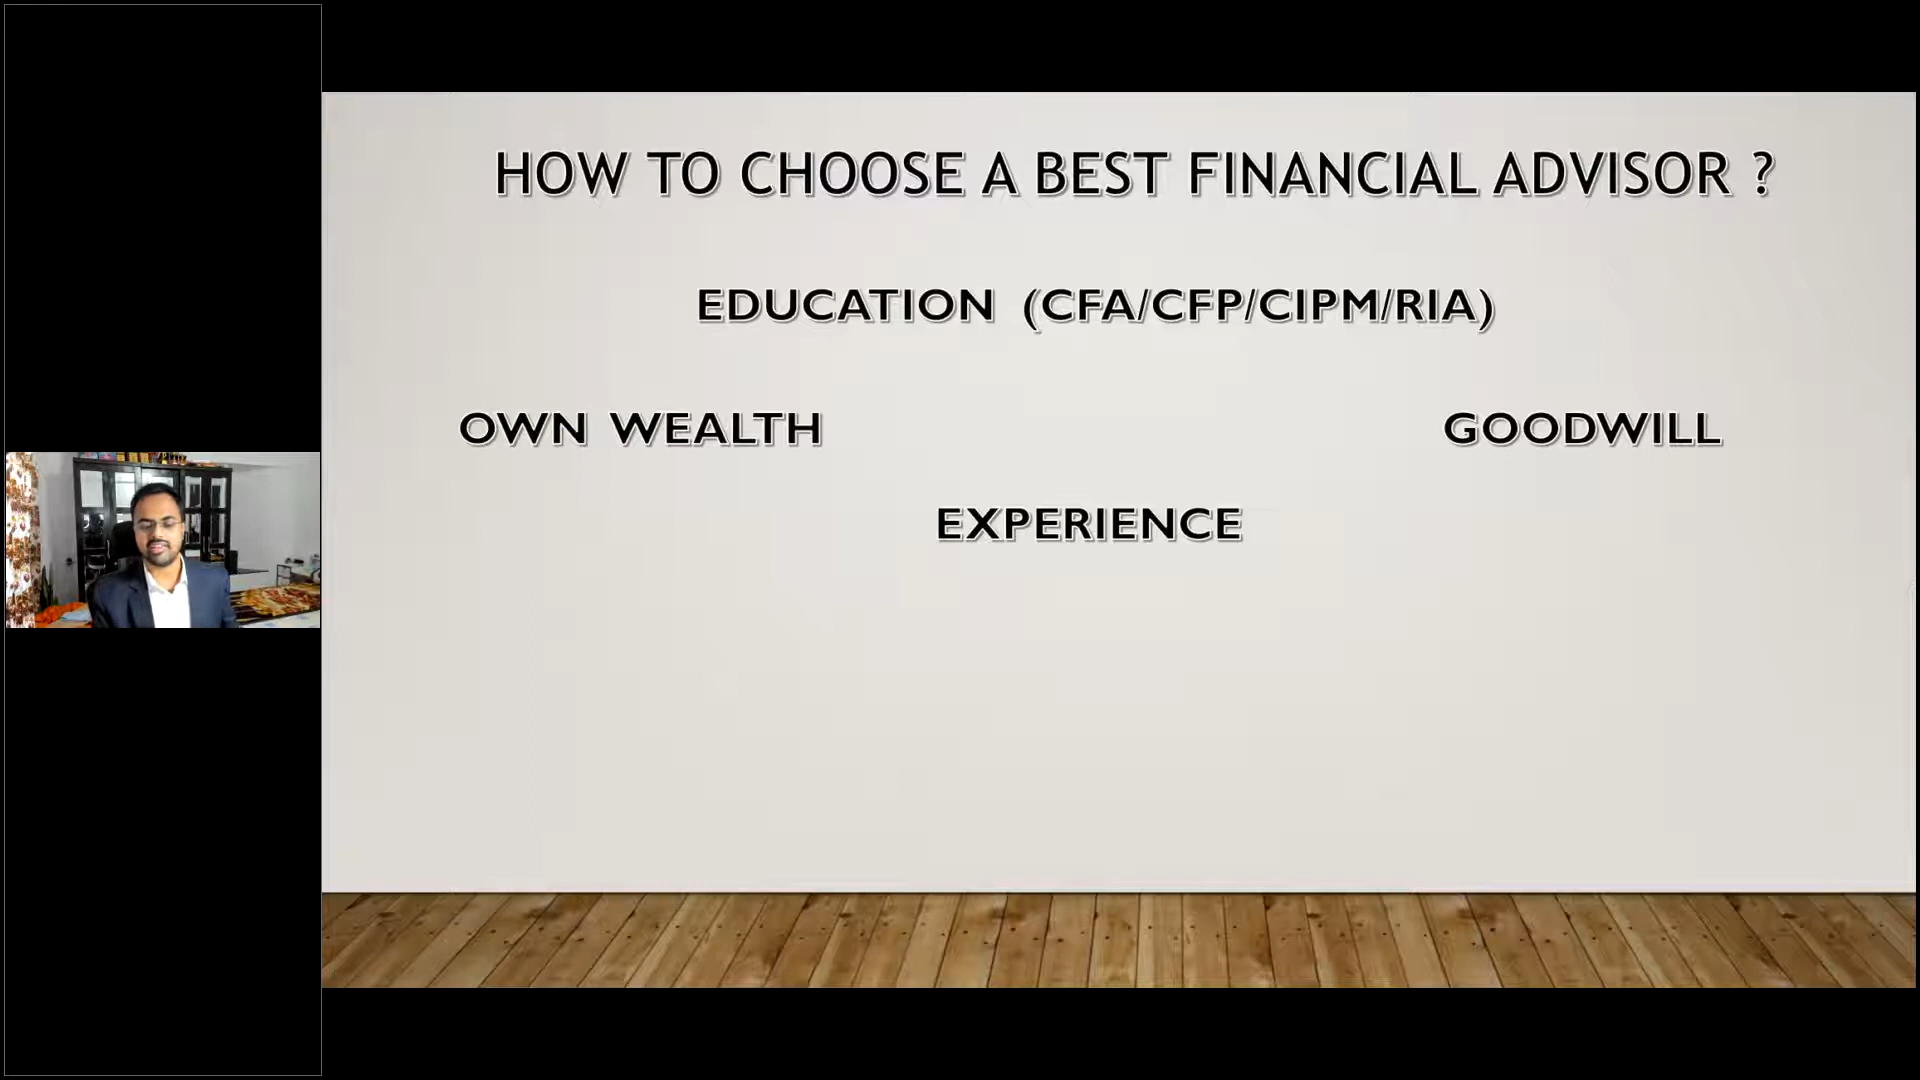 HOW TO CHOOSE A BEST FINANCIAL ADVISOR ?
EDUCATION (CFA/CFP/CIPM/RIA)
OWN WEALTH
GOODWILL
EXPERIENCE